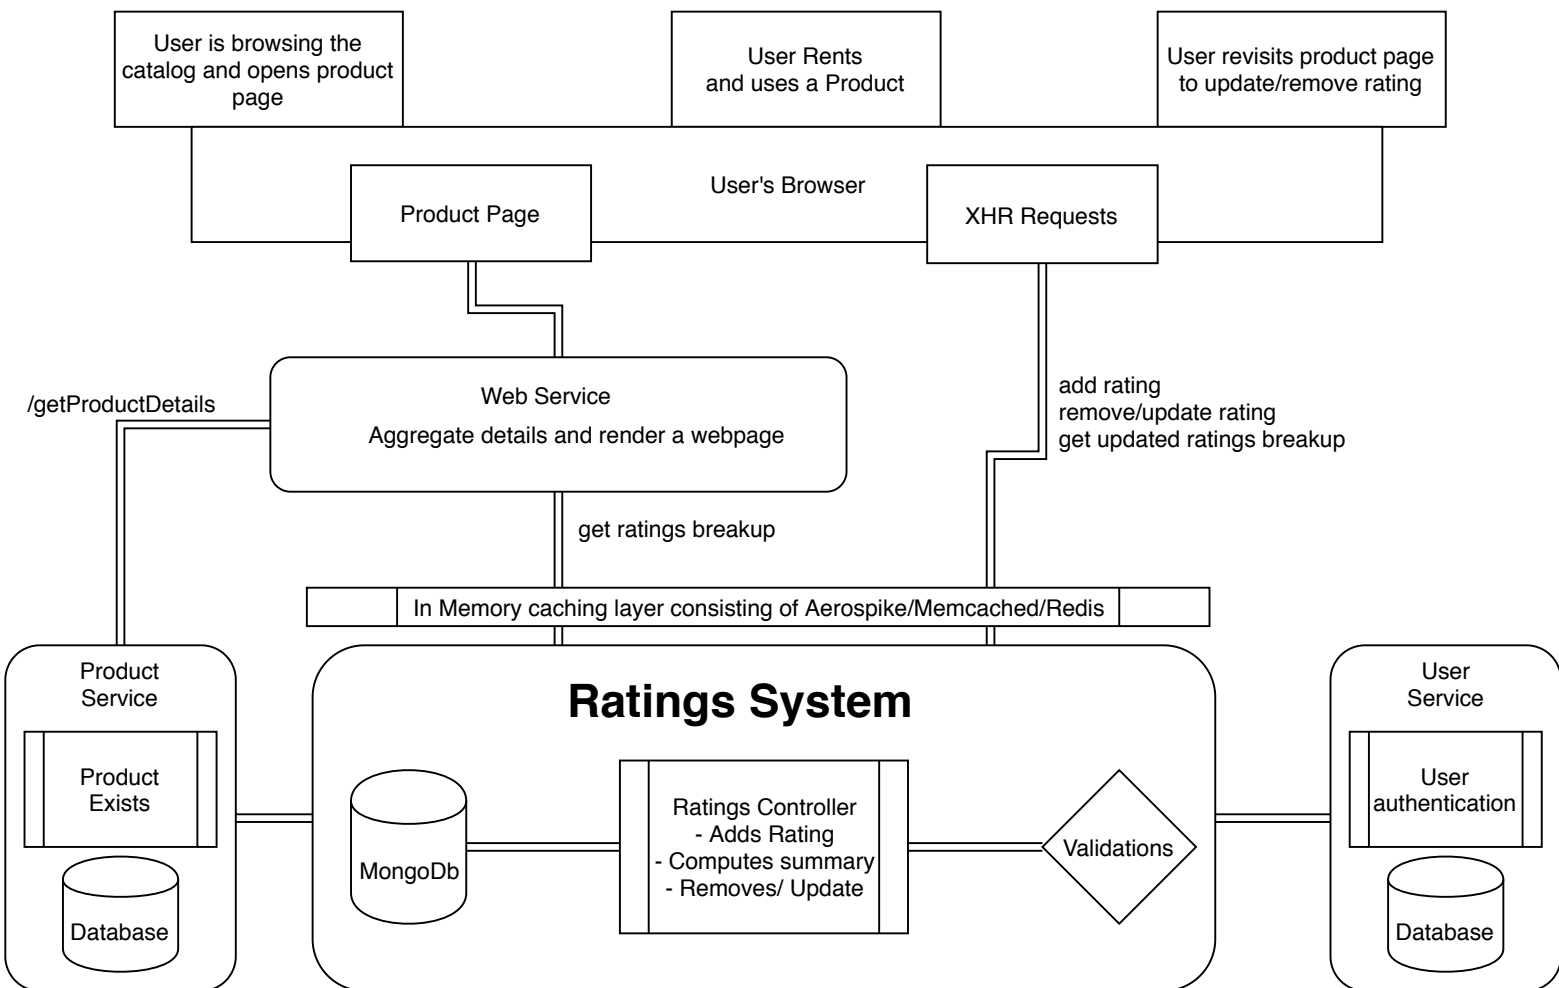 User is browsing the
catalog and opens product
page
User Rents
and uses a Product
User revisits product page
to update/remove rating
User's Browser
Product Page
XHR Requests
/getProductDetails
Web Service
Aggregate details and render a webpage
add rating
remove/update rating
get updated ratings breakup
get ratings breakup
In Memory caching layer consisting of Aerospike/Memcached/Redis
Product
Service
Product
Exists
Database
Ratings System
MongoDb
Ratings Controller
- Adds Rating
- Computes summary
- Removes/ Update
Validations
User
Service
User
authentication
Database